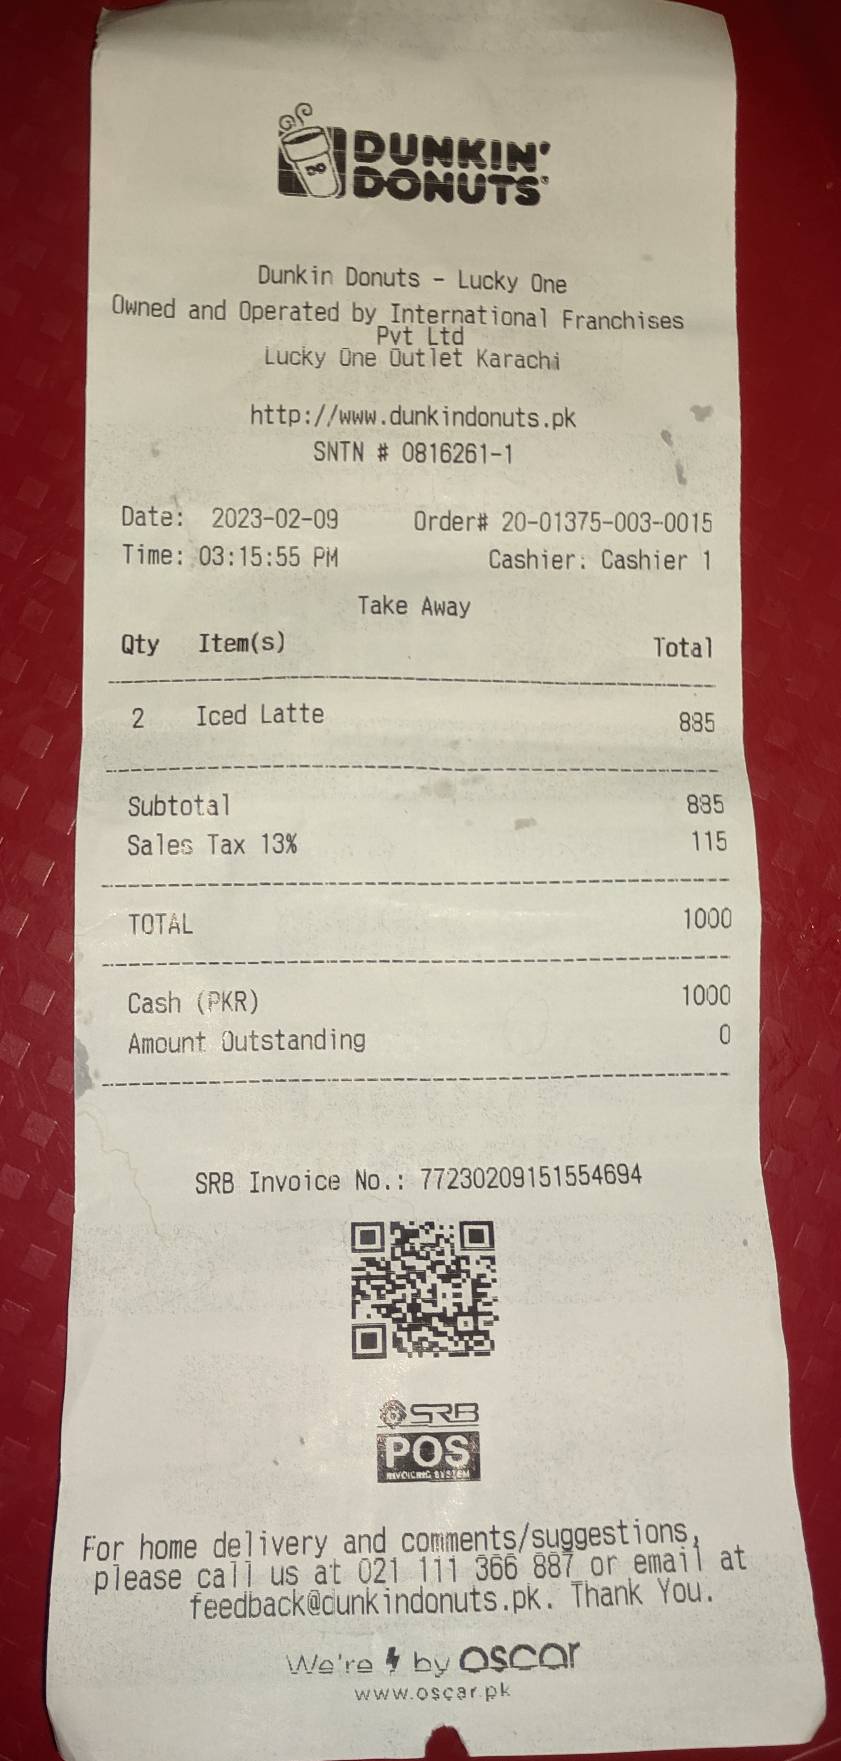 DUNKIN'
DONUTS®
Dunkin Donuts - Lucky One
Owned and Operated by International Franchises
Pvt Ltd
Lucky One Outlet Karachi
http://www.dunkindonuts.pk
SNTN # 0816261-1
Date: 2023-02-09 Order# 20-01375-003-0015
Time: 03:15:55 PM Cashier: Cashier 1
Take Away
Qty Item(s) Total
2 Iced Latte 885
Subtotal 885
Sales Tax 13% 115
TOTAL 1000
Cash (PKR) 1000
Amount Outstanding 0
SRB Invoice No.: 77230209151554694
SRB
POS
INVOICING SYSTEM
For home delivery and comments/suggestions,
please call us at 021 111 366 887 or email at
feedback@dunkindonuts.pk. Thank You.
We're by oscar
www.oscar.pk